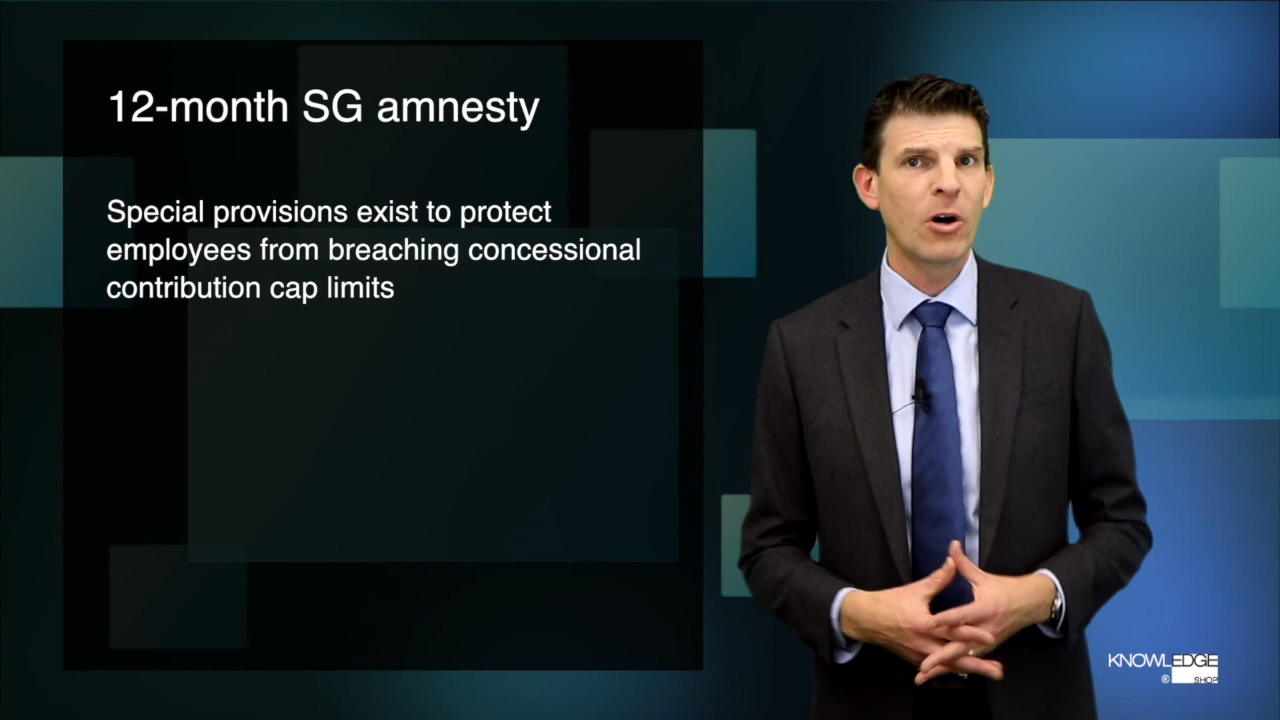 12-month SG amnesty
Special provisions exist to protect
employees from breaching concessional
contribution cap limits
KNOWLEDGE
® SHOP